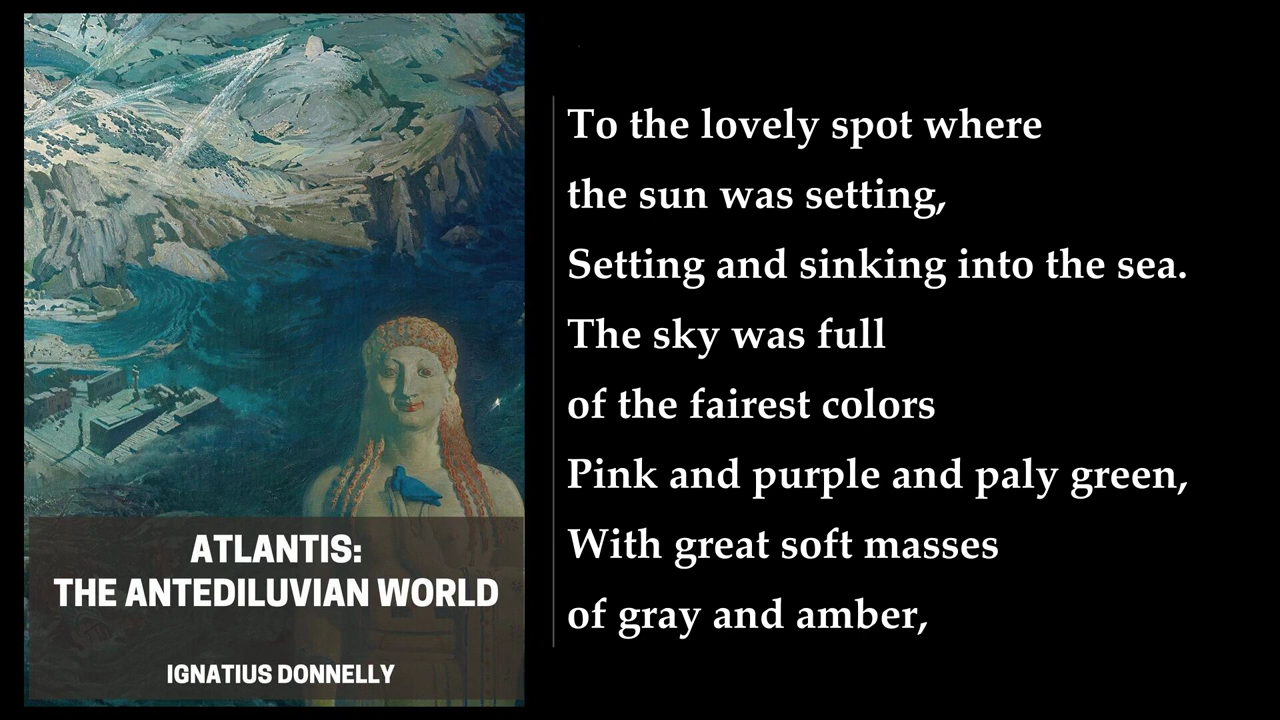 ATLANTIS:
THE ANTEDILUVIAN WORLD
IGNATIUS DONNELLY
To the lovely spot where
the sun was setting,
Setting and sinking into the sea.
The sky was full
of the fairest colors
Pink and purple and paly green,
With great soft masses
of gray and amber,